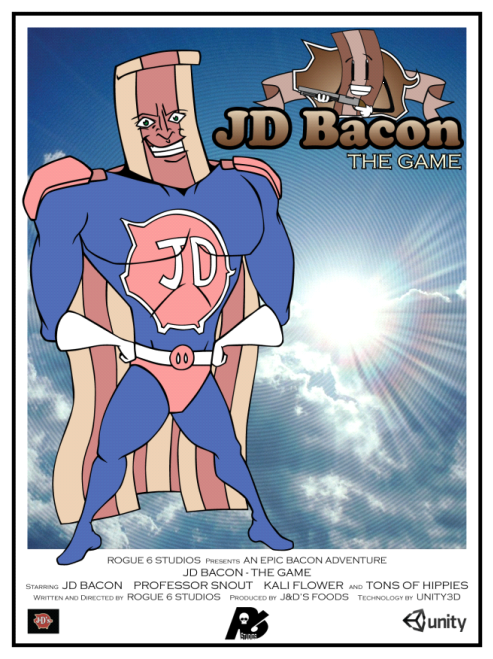 JD Bacon
THE GAME
JD
ROGUE 6 STUDIOS PRESENTS AN EPIC BACON ADVENTURE
JD BACON - THE GAME
STARRING JD BACON PROFESSOR SNOUT KALI FLOWER AND TONS OF HIPPIES
WRITTEN AND DIRECTED BY ROGUE 6 STUDIOS PRODUCED BY J&D'S FOODS TECHNOLOGY BY UNITY3D
unity